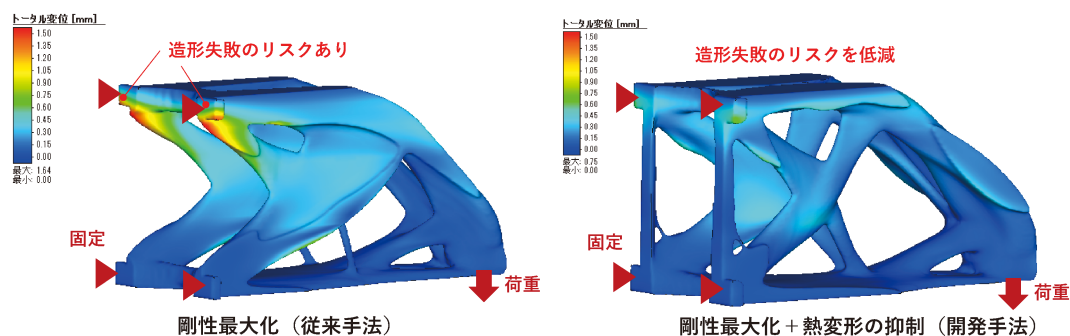 トータル変位 [mm]
1.50
1.35
1.20
1.05
0.90
0.75
0.60
0.45
0.30
0.15
0.00
最大: 1.64
最小: 0.00
造形失敗のリスクあり
固定
荷重
剛性最大化（従来手法）
トータル変位 [mm]
1.50
1.35
1.20
1.05
0.90
0.75
0.60
0.45
0.30
0.15
0.00
最大: 0.75
最小: 0.00
造形失敗のリスクを低減
固定
荷重
剛性最大化＋熱変形の抑制（開発手法）